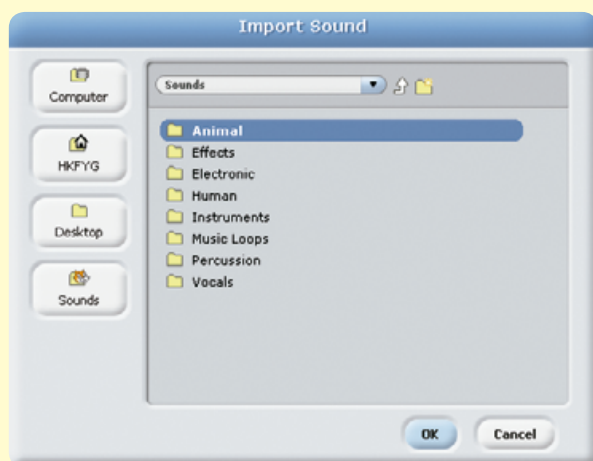 Import Sound
Computer
HKFYG
Desktop
Sounds
Sounds
Animal
Effects
Electronic
Human
Instruments
Music Loops
Percussion
Vocals
OK Cancel